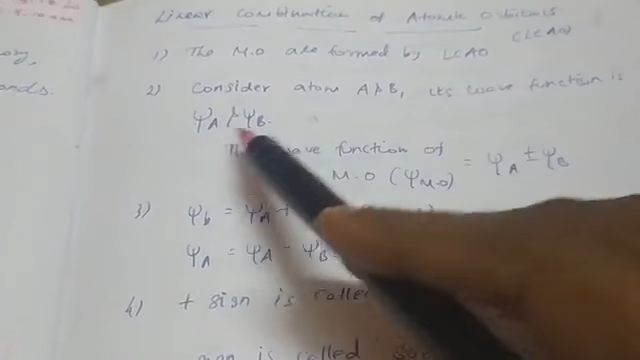 Linear Combination of Atomic Orbitals
(LCAO)
1) The M.O are formed by LCAO
2) Consider atom A & B, its wave function is
ψA & ψB.
wave function of
M.O (ψM.O) = ψA ± ψB
3) ψb = ψA +
ψA = ψA - ψB
4) + sign is called
sign is called